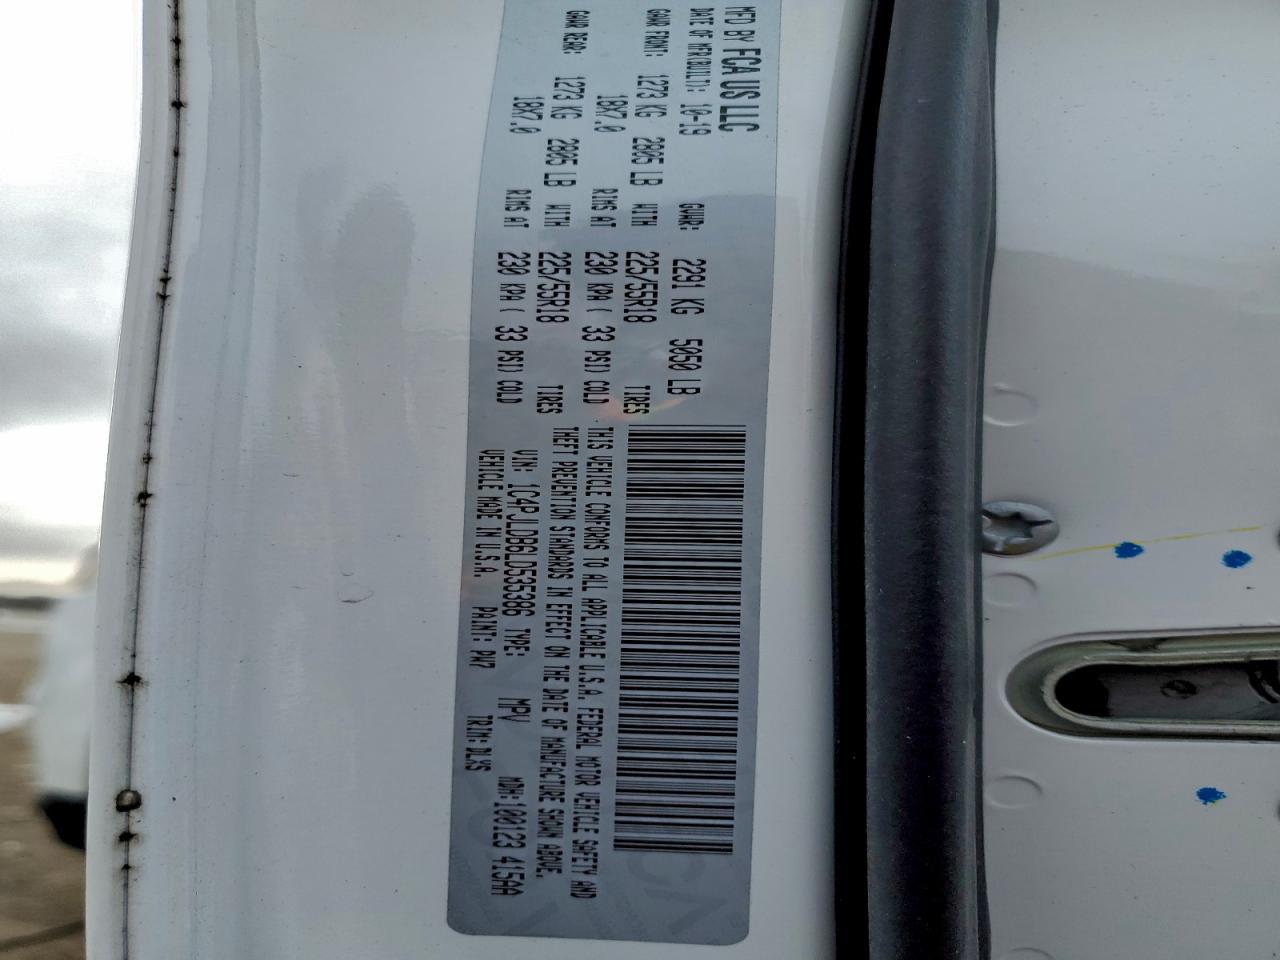 MFD BY FCA US LLC
DATE OF MFR(BUILT): 10-19 GVWR: 2291 KG 5050 LB
GAWR FRONT: 1273 KG 2805 LB WITH 225/55R18 TIRES
18X7.0 RIMS AT 230 KPA ( 33 PSI) COLD
GAWR REAR: 1273 KG 2805 LB WITH 225/55R18 TIRES
18X7.0 RIMS AT 230 KPA ( 33 PSI) COLD
THIS VEHICLE CONFORMS TO ALL APPLICABLE U.S.A. FEDERAL MOTOR VEHICLE SAFETY AND
THEFT PREVENTION STANDARDS IN EFFECT ON THE DATE OF MANUFACTURE SHOWN ABOVE.
VIN: 1C4PJLDB6LD535386 TYPE: MPV MDH:100123 415AA
VEHICLE MADE IN U.S.A. PAINT: PW7 TRIM: DLXS